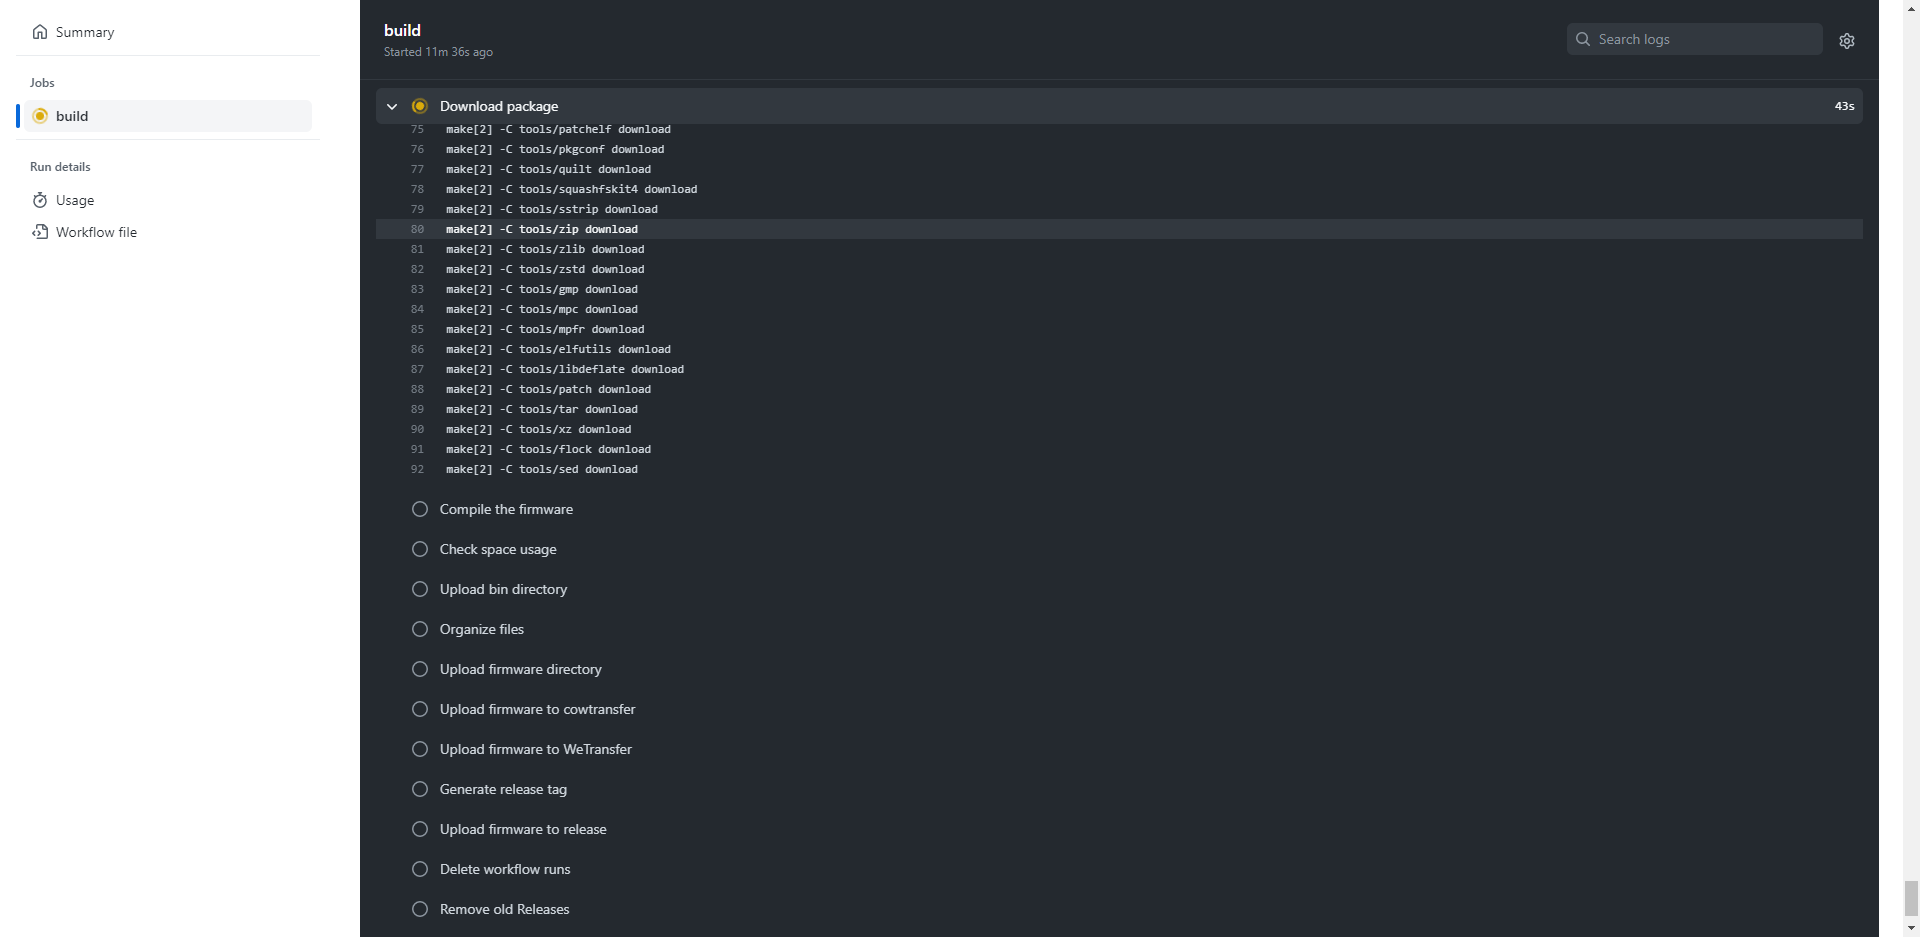 Summary
Jobs
build
Run details
Usage
Workflow file
build
Started 11m 36s ago
Search logs
Download package
43s
75 make[2] -C tools/patchelf download
76 make[2] -C tools/pkgconf download
77 make[2] -C tools/quilt download
78 make[2] -C tools/squashfskit4 download
79 make[2] -C tools/sstrip download
80 make[2] -C tools/zip download
81 make[2] -C tools/zlib download
82 make[2] -C tools/zstd download
83 make[2] -C tools/gmp download
84 make[2] -C tools/mpc download
85 make[2] -C tools/mpfr download
86 make[2] -C tools/elfutils download
87 make[2] -C tools/libdeflate download
88 make[2] -C tools/patch download
89 make[2] -C tools/tar download
90 make[2] -C tools/xz download
91 make[2] -C tools/flock download
92 make[2] -C tools/sed download
Compile the firmware
Check space usage
Upload bin directory
Organize files
Upload firmware directory
Upload firmware to cowtransfer
Upload firmware to WeTransfer
Generate release tag
Upload firmware to release
Delete workflow runs
Remove old Releases